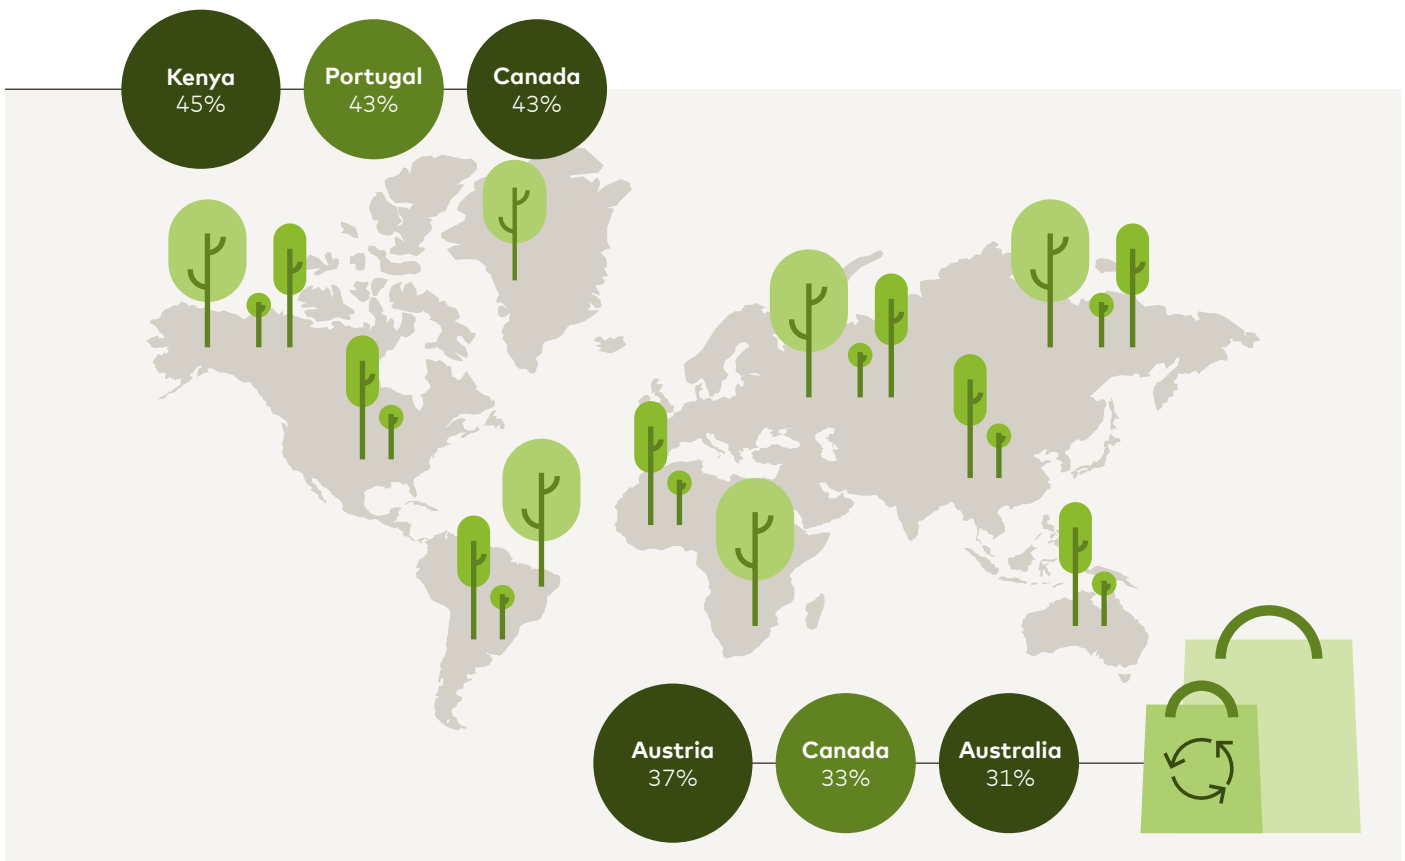 Kenya
45%
Portugal
43%
Canada
43%
Austria
37%
Canada
33%
Australia
31%